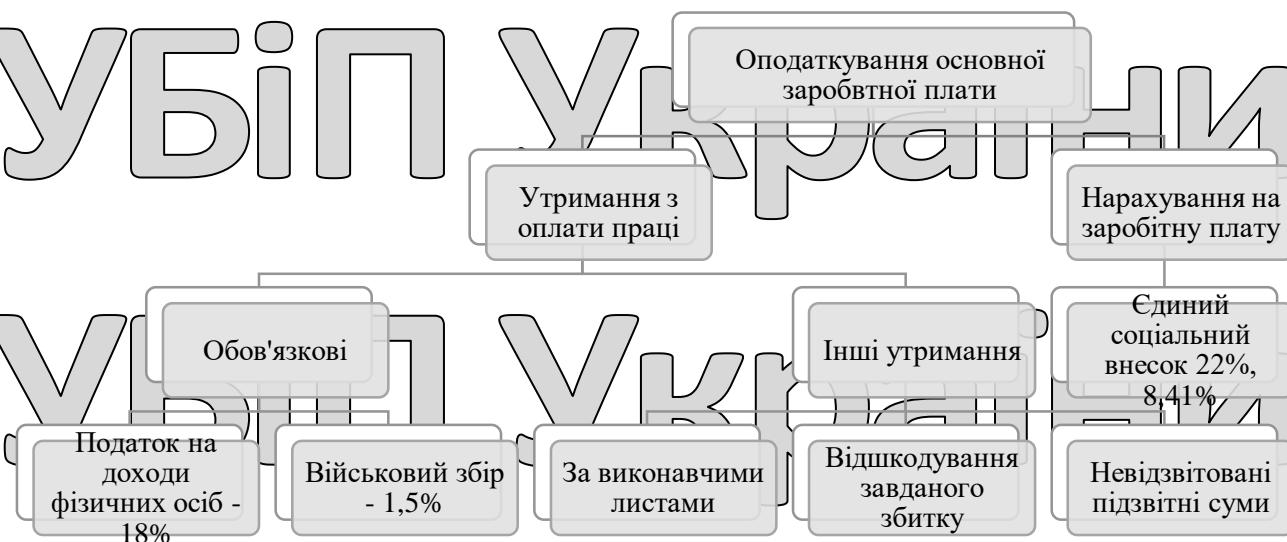 УБіП України
Оподаткування основної
заробвтної плати
Утримання з
оплати праці
Нарахування на
заробітну плату
УБіП України
Обов'язкові
Інші утримання
Єдиний
соціальний
внесок 22%,
8,41%
Податок на
доходи
фізичних осіб -
18%
Військовий збір
- 1,5%
За виконавчими
листами
Відшкодування
завданого
збитку
Невідзвітовані
підзвітні суми